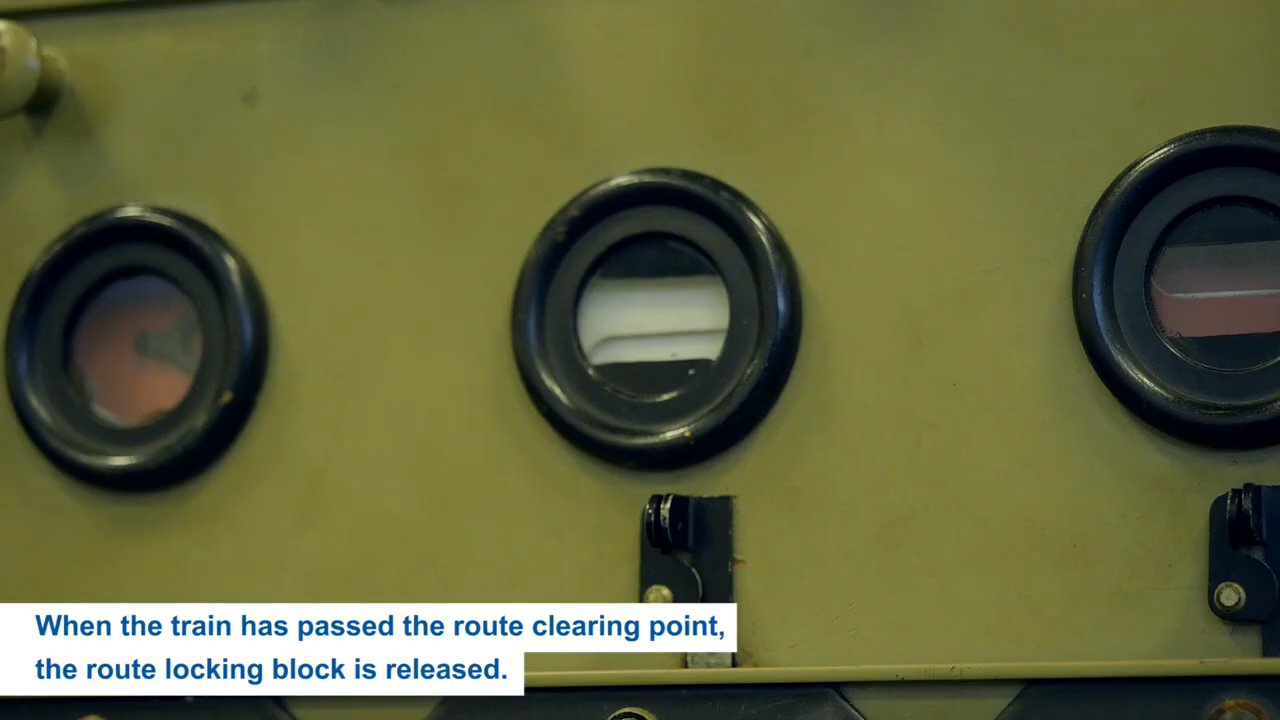 When the train has passed the route clearing point,
the route locking block is released.